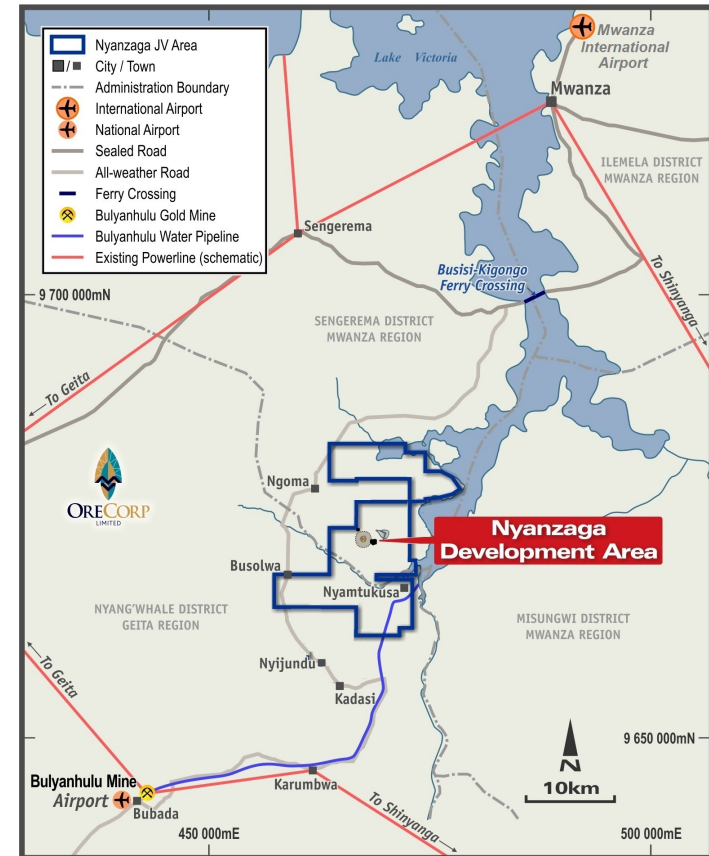 Nyanzaga JV Area
City / Town
Administration Boundary
International Airport
National Airport
Sealed Road
All-weather Road
Ferry Crossing
Bulyanhulu Gold Mine
Bulyanhulu Water Pipeline
Existing Powerline (schematic)
Lake Victoria
Mwanza
International
Airport
Mwanza
ILEMELA DISTRICT
MWANZA REGION
Sengerema
To Shinyanga
Busisi-Kigongo
Ferry Crossing
9 700 000mN
SENGEREMA DISTRICT
MWANZA REGION
To Geita
ORECORP
LIMITED
Ngoma
Nyanzaga
Development Area
Busolwa
Nyamtukusa
NYANG'WHALE DISTRICT
GEITA REGION
MISUNGWI DISTRICT
MWANZA REGION
To Geita
Nyijundu
Kadasi
9 650 000mN
N
10km
Bulyanhulu Mine
Airport
Bubada
Karumbwa
To Shinyanga
450 000mE
500 000mE